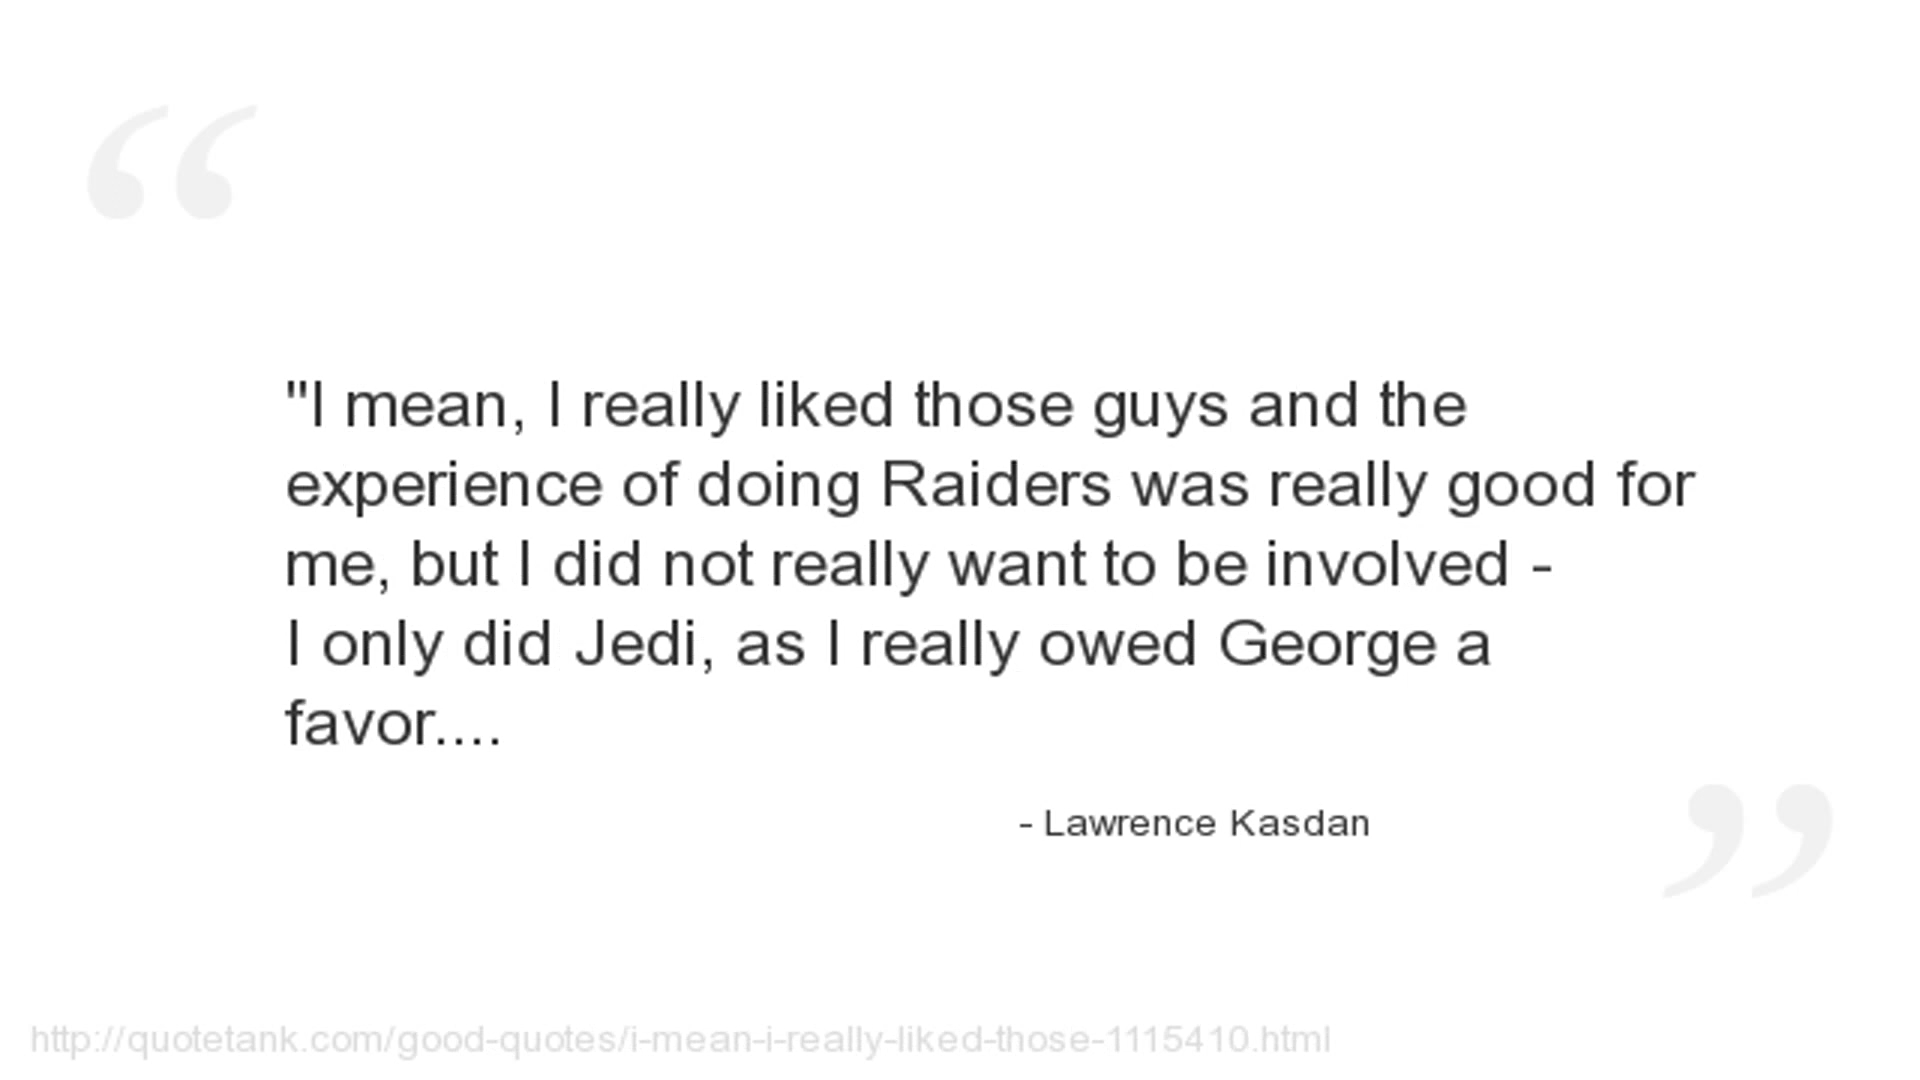 "I mean, I really liked those guys and the
experience of doing Raiders was really good for
me, but I did not really want to be involved -
I only did Jedi, as I really owed George a
favor....
- Lawrence Kasdan
http://quotetank.com/good-quotes/i-mean-i-really-liked-those-1115410.html